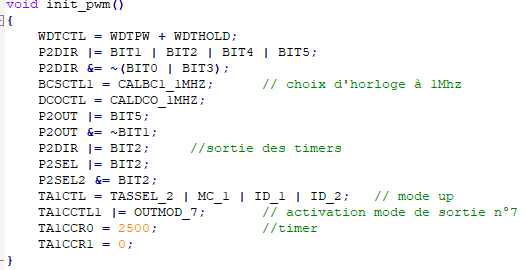 void init_pwm()
{
WDTCTL = WDTPW + WDTHOLD;
P2DIR |= BIT1 | BIT2 | BIT4 | BIT5;
P2DIR &= ~(BIT0 | BIT3);
BCSCTL1 = CALBC1_1MHZ; // choix d'horloge à 1Mhz
DCOCTL = CALDCO_1MHZ;
P2OUT |= BIT5;
P2OUT &= ~BIT1;
P2DIR |= BIT2; //sortie des timers
P2SEL |= BIT2;
P2SEL2 &= BIT2;
TA1CTL = TASSEL_2 | MC_1 | ID_1 | ID_2; // mode up
TA1CCTL1 |= OUTMOD_7; // activation mode de sortie n°7
TA1CCR0 = 2500; //timer
TA1CCR1 = 0;
}